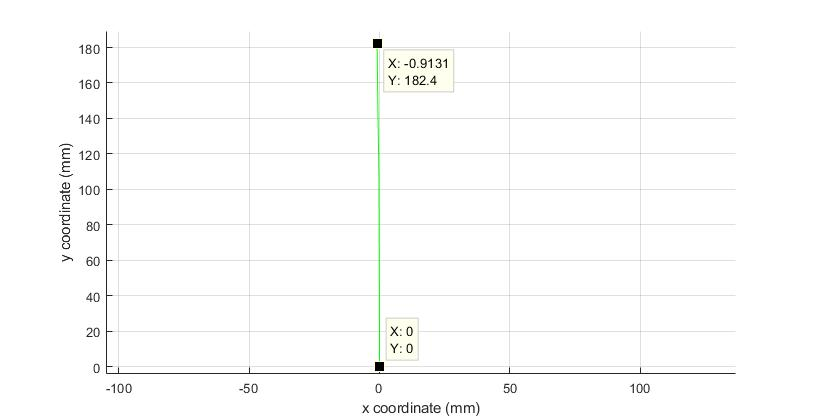 180
X: -0.9131
Y: 182.4
160
140
120
100
80
60
40
20
0
y coordinate (mm)
X: 0
Y: 0
-100 -50 0 50 100
x coordinate (mm)